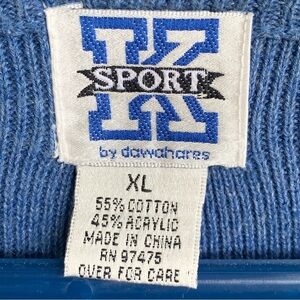 K
SPORT
by dawahares
XL
55% COTTON
45% ACRYLIC
MADE IN CHINA
RN 97475
OVER FOR CARE